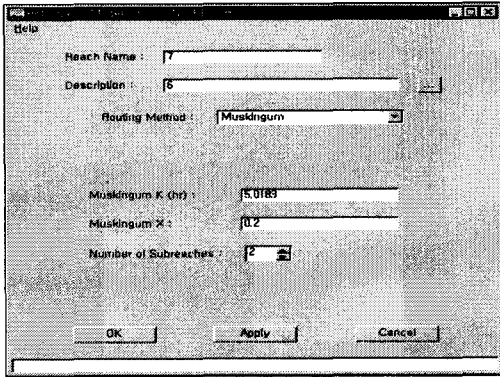 Help
Reach Name : 7
Description : 6 ...
Routing Method : Muskingum
Muskingum K (hr) : 5.0189
Muskingum X : 0.2
Number of Subreaches : 2
OK Apply Cancel